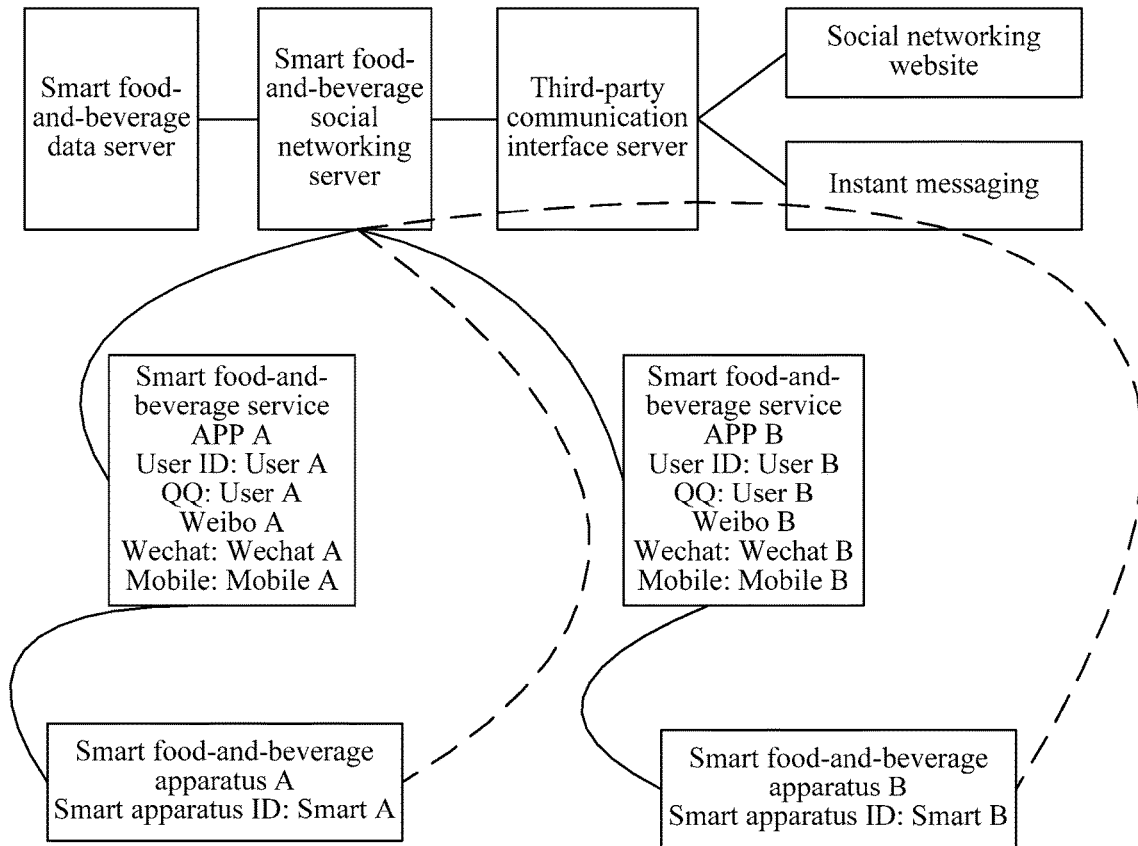 Smart food-
and-beverage
data server
Smart food-
and-beverage
social
networking
server
Third-party
communication
interface server
Social networking
website
Instant messaging
Smart food-and-
beverage service
APP A
User ID: User A
QQ: User A
Weibo A
Wechat: Wechat A
Mobile: Mobile A
Smart food-and-
beverage service
APP B
User ID: User B
QQ: User B
Weibo B
Wechat: Wechat B
Mobile: Mobile B
Smart food-and-beverage
apparatus A
Smart apparatus ID: Smart A
Smart food-and-beverage
apparatus B
Smart apparatus ID: Smart B